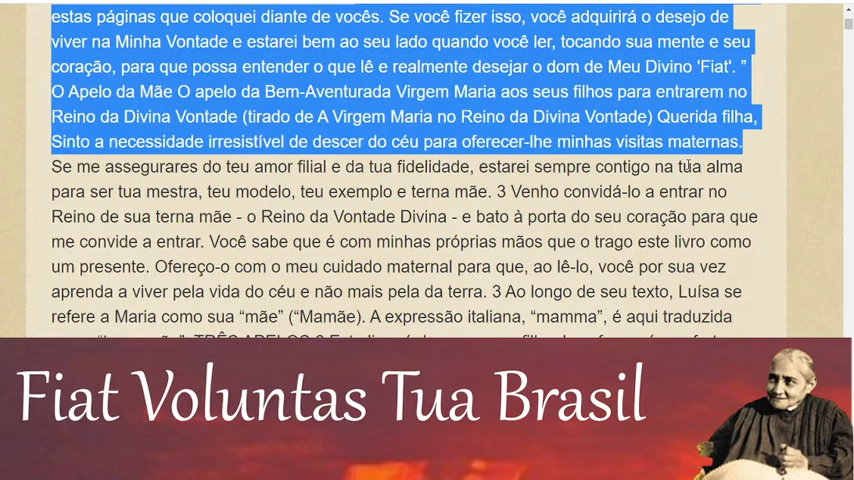 estas páginas que coloquei diante de vocês. Se você fizer isso, você adquirirá o desejo de
viver na Minha Vontade e estarei bem ao seu lado quando você ler, tocando sua mente e seu
coração, para que possa entender o que lê e realmente desejar o dom de Meu Divino 'Fiat'. ”
O Apelo da Mãe O apelo da Bem-Aventurada Virgem Maria aos seus filhos para entrarem no
Reino da Divina Vontade (tirado de A Virgem Maria no Reino da Divina Vontade) Querida filha,
Sinto a necessidade irresistível de descer do céu para oferecer-lhe minhas visitas maternas.
Se me assegurares do teu amor filial e da tua fidelidade, estarei sempre contigo na tua alma
para ser tua mestra, teu modelo, teu exemplo e terna mãe. 3 Venho convidá-lo a entrar no
Reino de sua terna mãe - o Reino da Vontade Divina - e bato à porta do seu coração para que
me convide a entrar. Você sabe que é com minhas próprias mãos que o trago este livro como
um presente. Ofereço-o com o meu cuidado maternal para que, ao lê-lo, você por sua vez
aprenda a viver pela vida do céu e não mais pela da terra. 3 Ao longo de seu texto, Luísa se
refere a Maria como sua “mãe” (“Mamãe). A expressão italiana, “mamma”, é aqui traduzida
Fiat Voluntas Tua Brasil